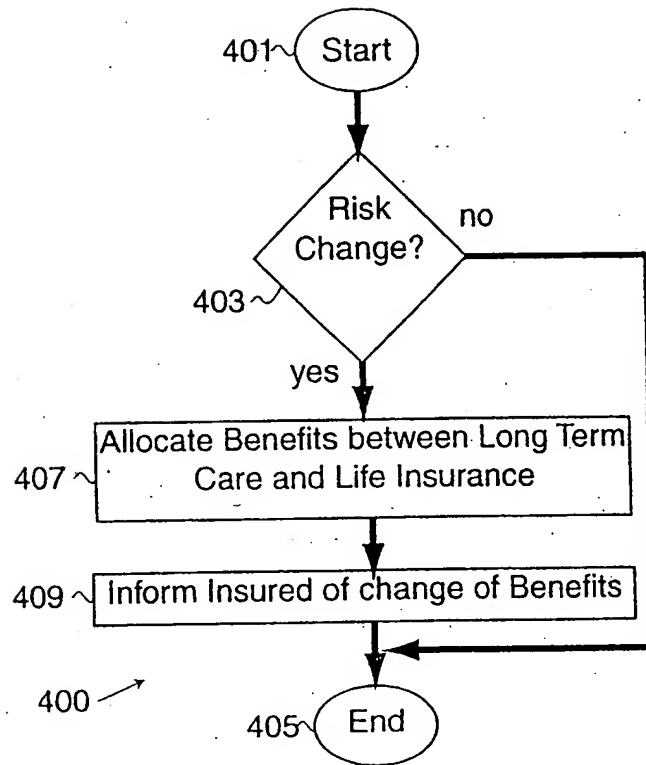 401
Start
Risk
Change?
no
403
yes
Allocate Benefits between Long Term
Care and Life Insurance
407
409
Inform Insured of change of Benefits
400
405
End